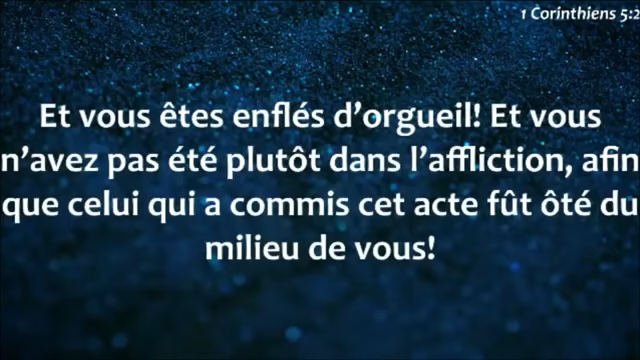 1 Corinthiens 5:2
Et vous êtes enflés d’orgueil! Et vous
n’avez pas été plutôt dans l’affliction, afin
que celui qui a commis cet acte fût ôté du
milieu de vous!